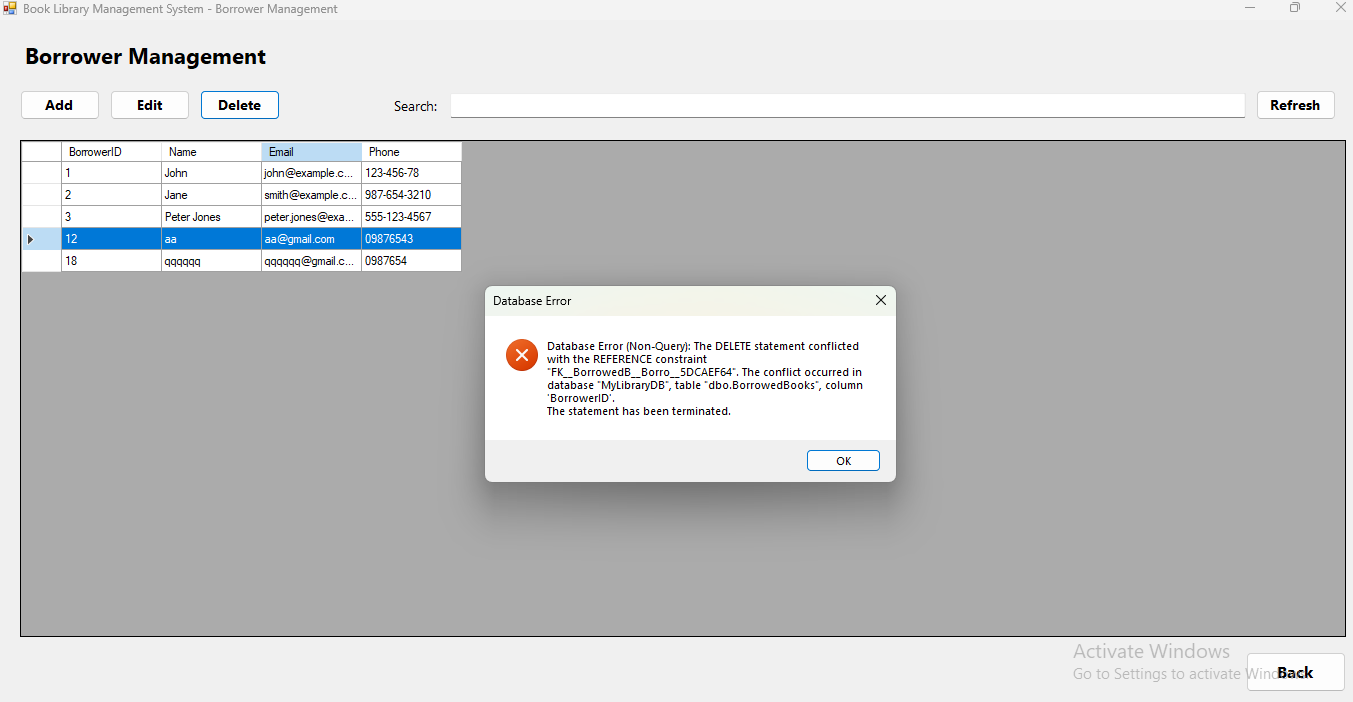 Book Library Management System - Borrower Management
Borrower Management
Add Edit Delete Search: Refresh
BorrowerID Name Email Phone
1 John john@example.c... 123-456-78
2 Jane smith@example.c... 987-654-3210
3 Peter Jones peter.jones@exa... 555-123-4567
12 aa aa@gmail.com 09876543
18 qqqqqq qqqqqq@gmail.c... 0987654
Database Error
Database Error (Non-Query): The DELETE statement conflicted
with the REFERENCE constraint
"FK__BorrowedB__Borro__5DCAEF64". The conflict occurred in
database "MyLibraryDB", table "dbo.BorrowedBooks", column
'BorrowerID'.
The statement has been terminated.
OK
Activate Windows
Go to Settings to activate Windows.
Back